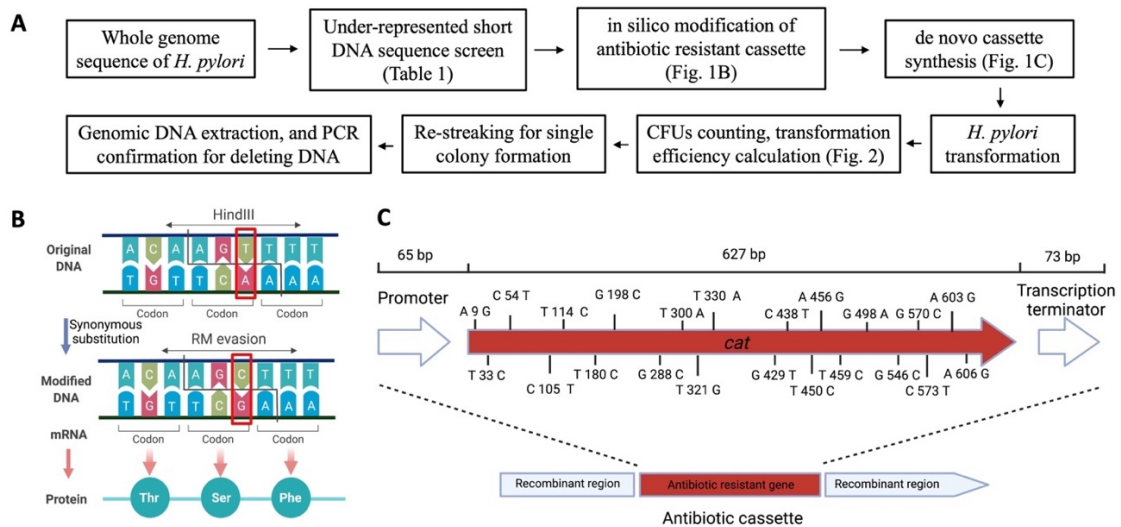 A
Whole genome
sequence of H. pylori
Under-represented short
DNA sequence screen
(Table 1)
in silico modification of
antibiotic resistant cassette
(Fig. 1B)
de novo cassette
synthesis (Fig. 1C)
H. pylori
transformation
CFUs counting, transformation
efficiency calculation (Fig. 2)
Re-streaking for single
colony formation
Genomic DNA extraction, and PCR
confirmation for deleting DNA
B
HindIII
Original
DNA
A C A A G T T T T
T G T T C A A A A
Codon Codon Codon
Synonymous
substitution
RM evasion
Modified
DNA
A C A A G C T T T
T G T T C G A A A
mRNA
Codon Codon Codon
Protein
Thr Ser Phe
C
65 bp 627 bp 73 bp
Promoter
Transcription
terminator
C 54 T G 198 C T 330 A A 456 G A 603 G
A 9 G T 114 C T 300 A C 438 T G 498 A G 570 C
cat
T 33 C T 180 C G 288 C G 429 T T 459 C G 546 C A 606 G
C 105 T T 321 G T 450 C C 573 T
Recombinant region Antibiotic resistant gene Recombinant region
Antibiotic cassette